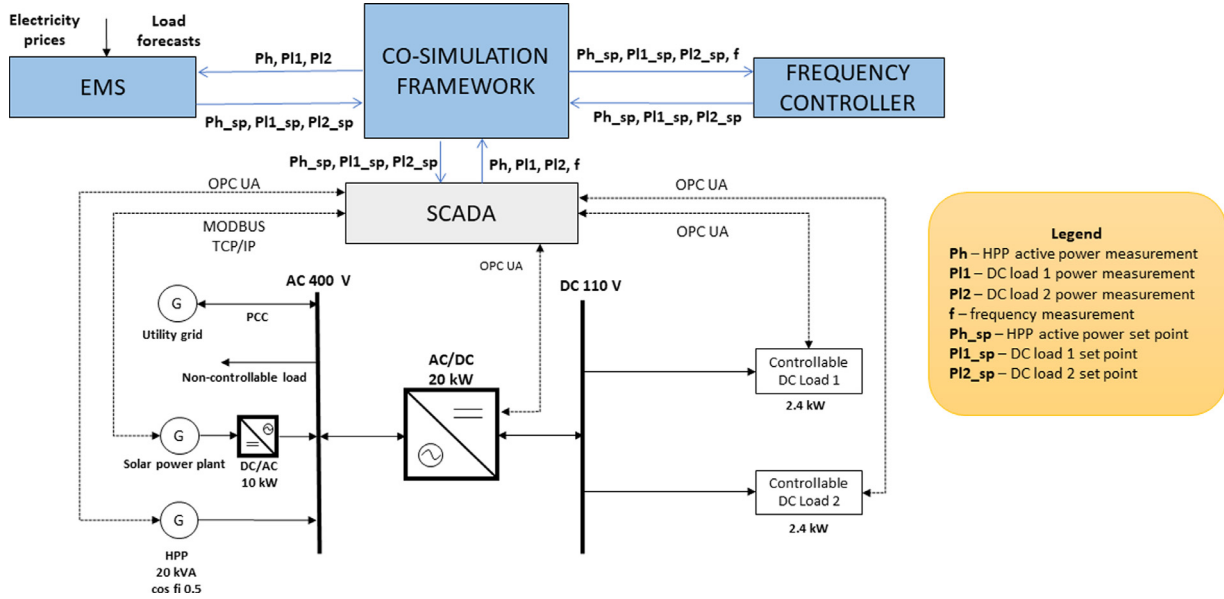 Electricity
prices
Load
forecasts
EMS
Ph, Pl1, Pl2
Ph_sp, Pl1_sp, Pl2_sp
CO-SIMULATION
FRAMEWORK
Ph_sp, Pl1_sp, Pl2_sp, f
Ph_sp, Pl1_sp, Pl2_sp
FREQUENCY
CONTROLLER
Ph_sp, Pl1_sp, Pl2_sp
Ph, Pl1, Pl2, f
OPC UA
MODBUS
TCP/IP
SCADA
OPC UA
OPC UA
OPC UA
AC 400 V
DC 110 V
G
Utility grid
PCC
Non-controllable load
G
Solar power plant
DC/AC
10 kW
G
HPP
20 kVA
cos fi 0.5
AC/DC
20 kW
Controllable
DC Load 1
2.4 kW
Controllable
DC Load 2
2.4 kW
Legend
Ph – HPP active power measurement
Pl1 – DC load 1 power measurement
Pl2 – DC load 2 power measurement
f – frequency measurement
Ph_sp – HPP active power set point
Pl1_sp – DC load 1 set point
Pl2_sp – DC load 2 set point